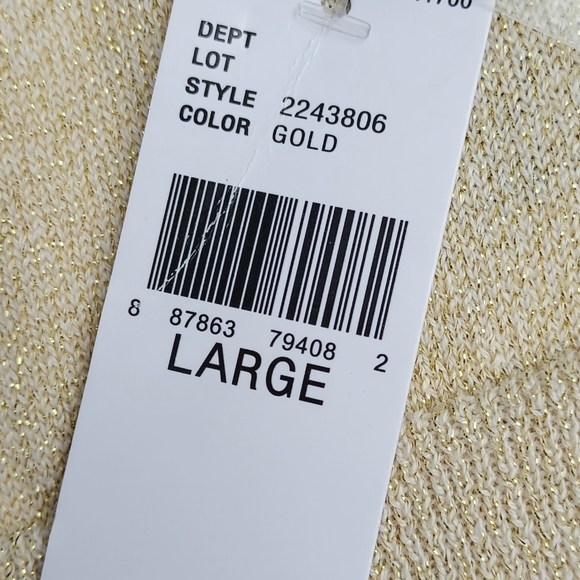 DEPT
LOT
STYLE 2243806
COLOR GOLD
8 87863 79408 2
LARGE